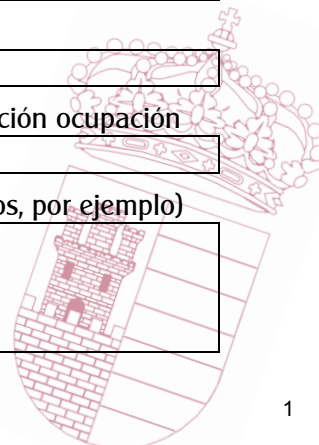 ción ocupación
os, por ejemplo)
1